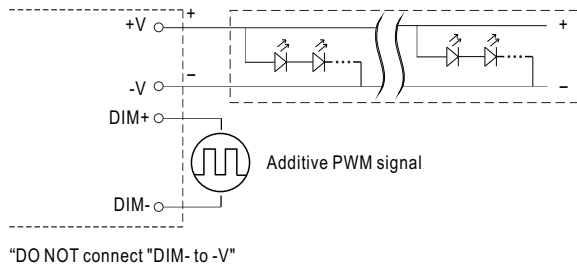 +V + +
-V − −
DIM+
Additive PWM signal
DIM-
“DO NOT connect "DIM- to -V"